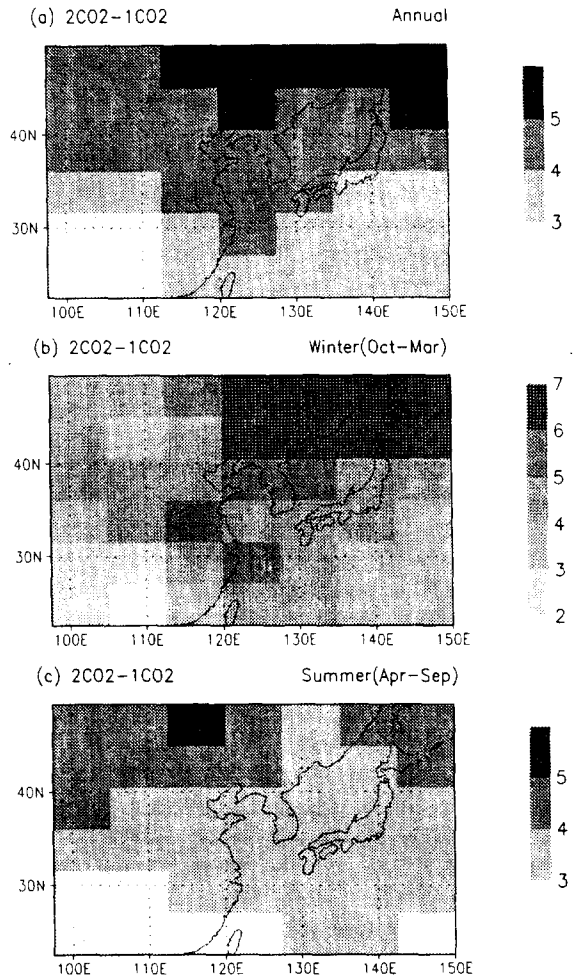 (a) 2CO2-1CO2 Annual
40N
30N
100E 110E 120E 130E 140E 150E
5
4
3
(b) 2CO2-1CO2 Winter(Oct-Mar)
40N
30N
100E 110E 120E 130E 140E 150E
7
6
5
4
3
2
(c) 2CO2-1CO2 Summer(Apr-Sep)
40N
30N
100E 110E 120E 130E 140E 150E
5
4
3